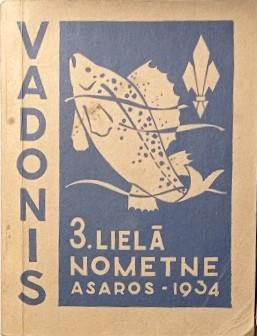 VADONIS
3. LIELĀ
NOMETNE
ASAROS - 1934